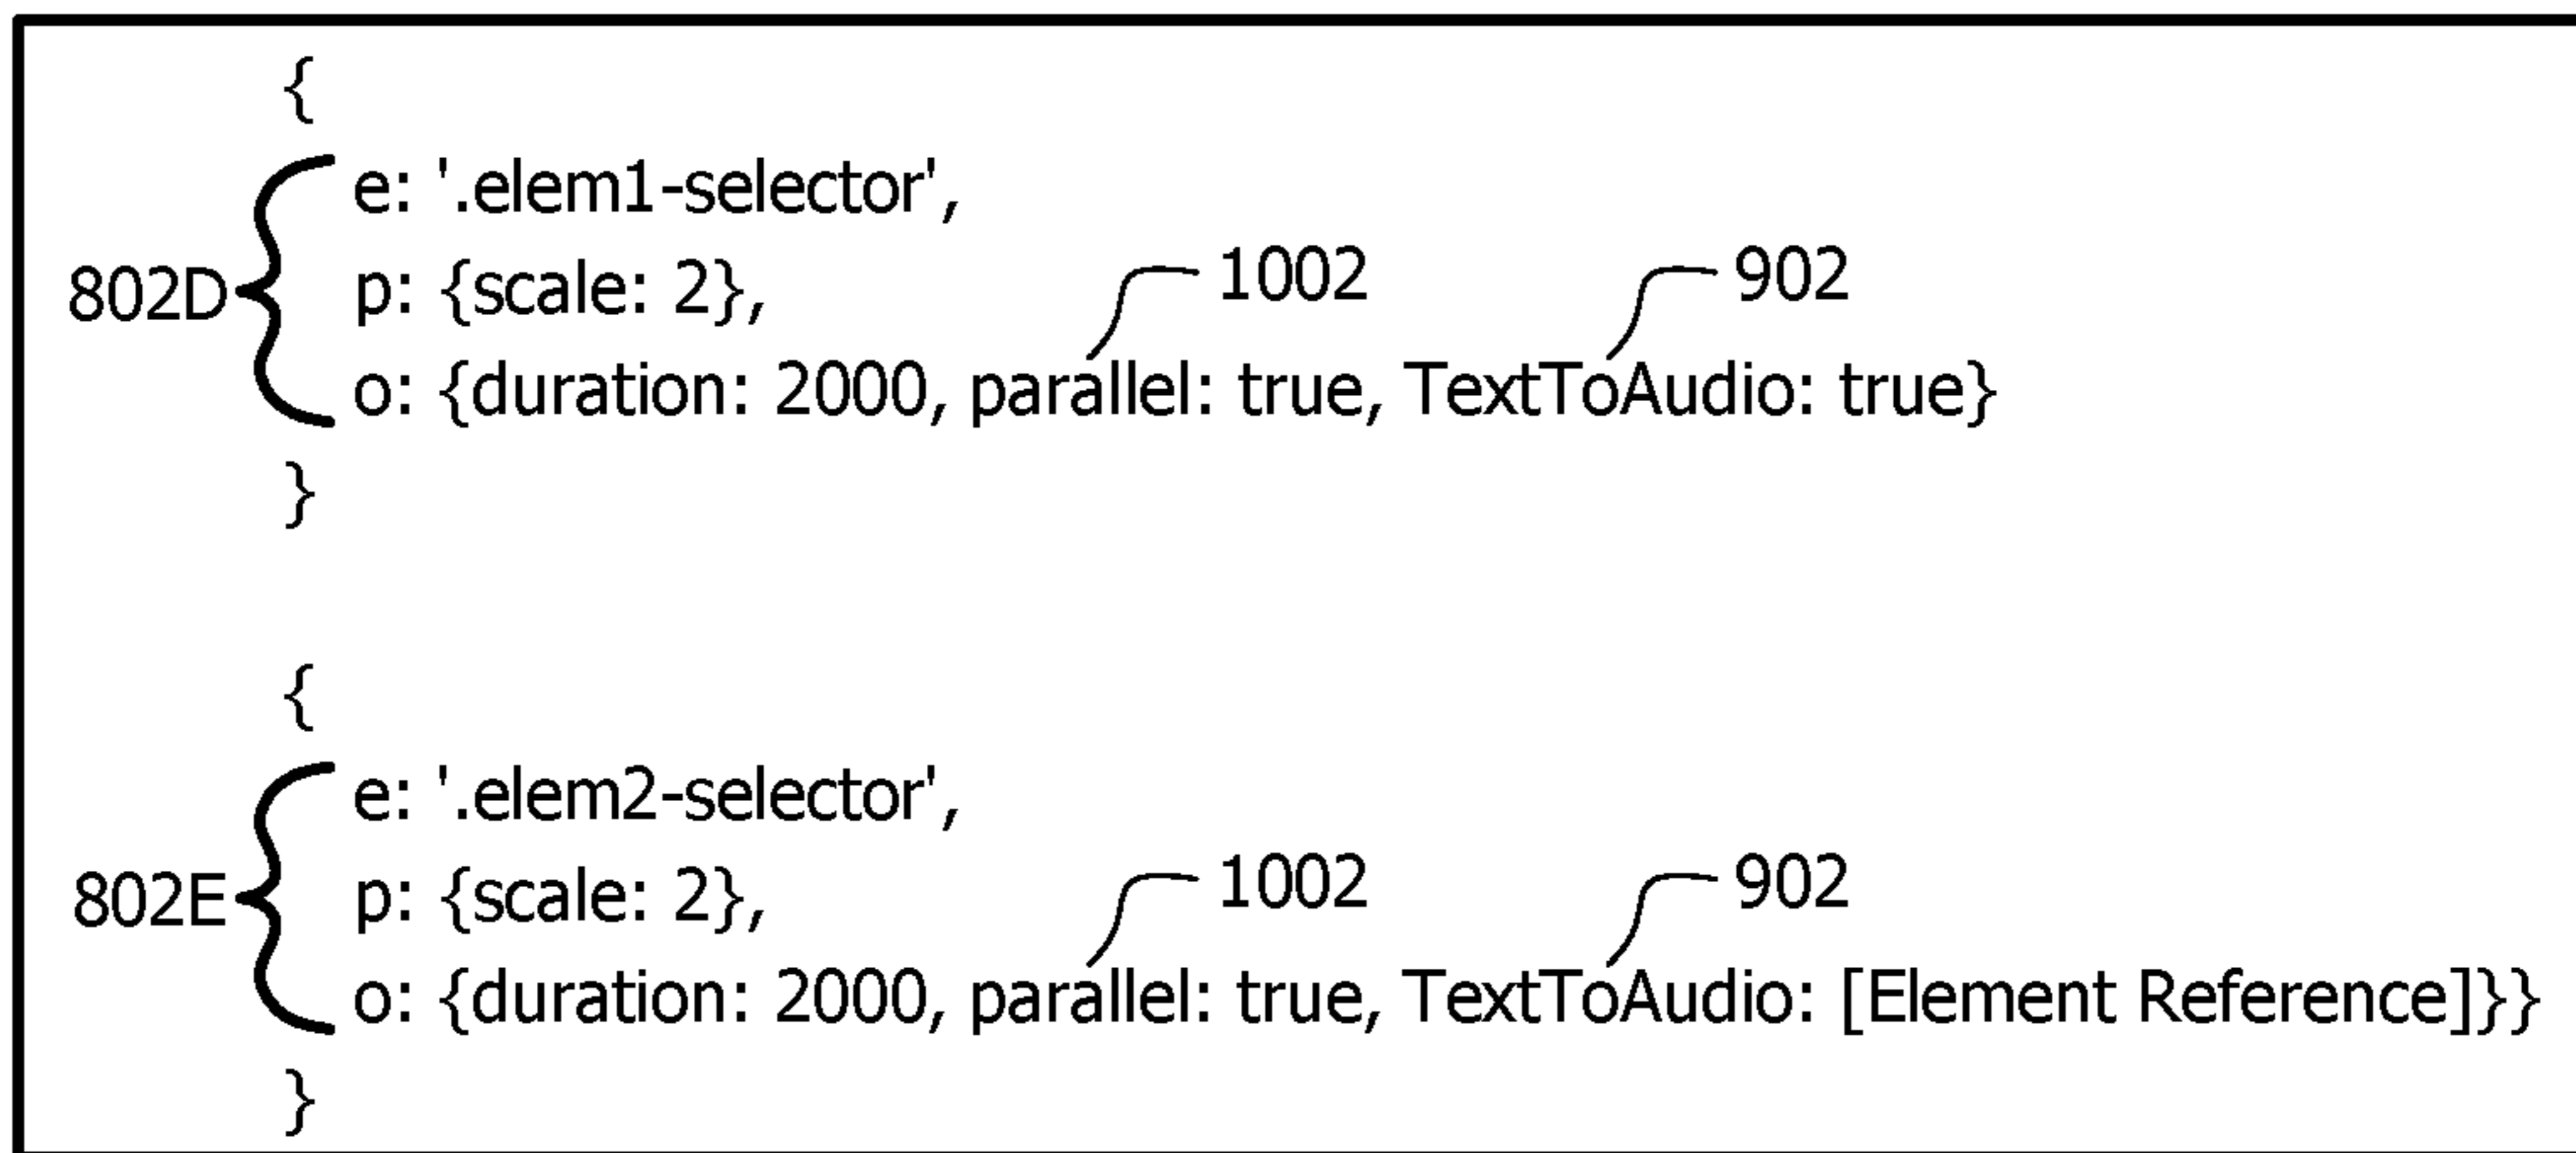 {
e: '.elem1-selector',
802D p: {scale: 2}, 1002 902
o: {duration: 2000, parallel: true, TextToAudio: true}
}
{
e: '.elem2-selector',
802E p: {scale: 2}, 1002 902
o: {duration: 2000, parallel: true, TextToAudio: [Element Reference]}}
}